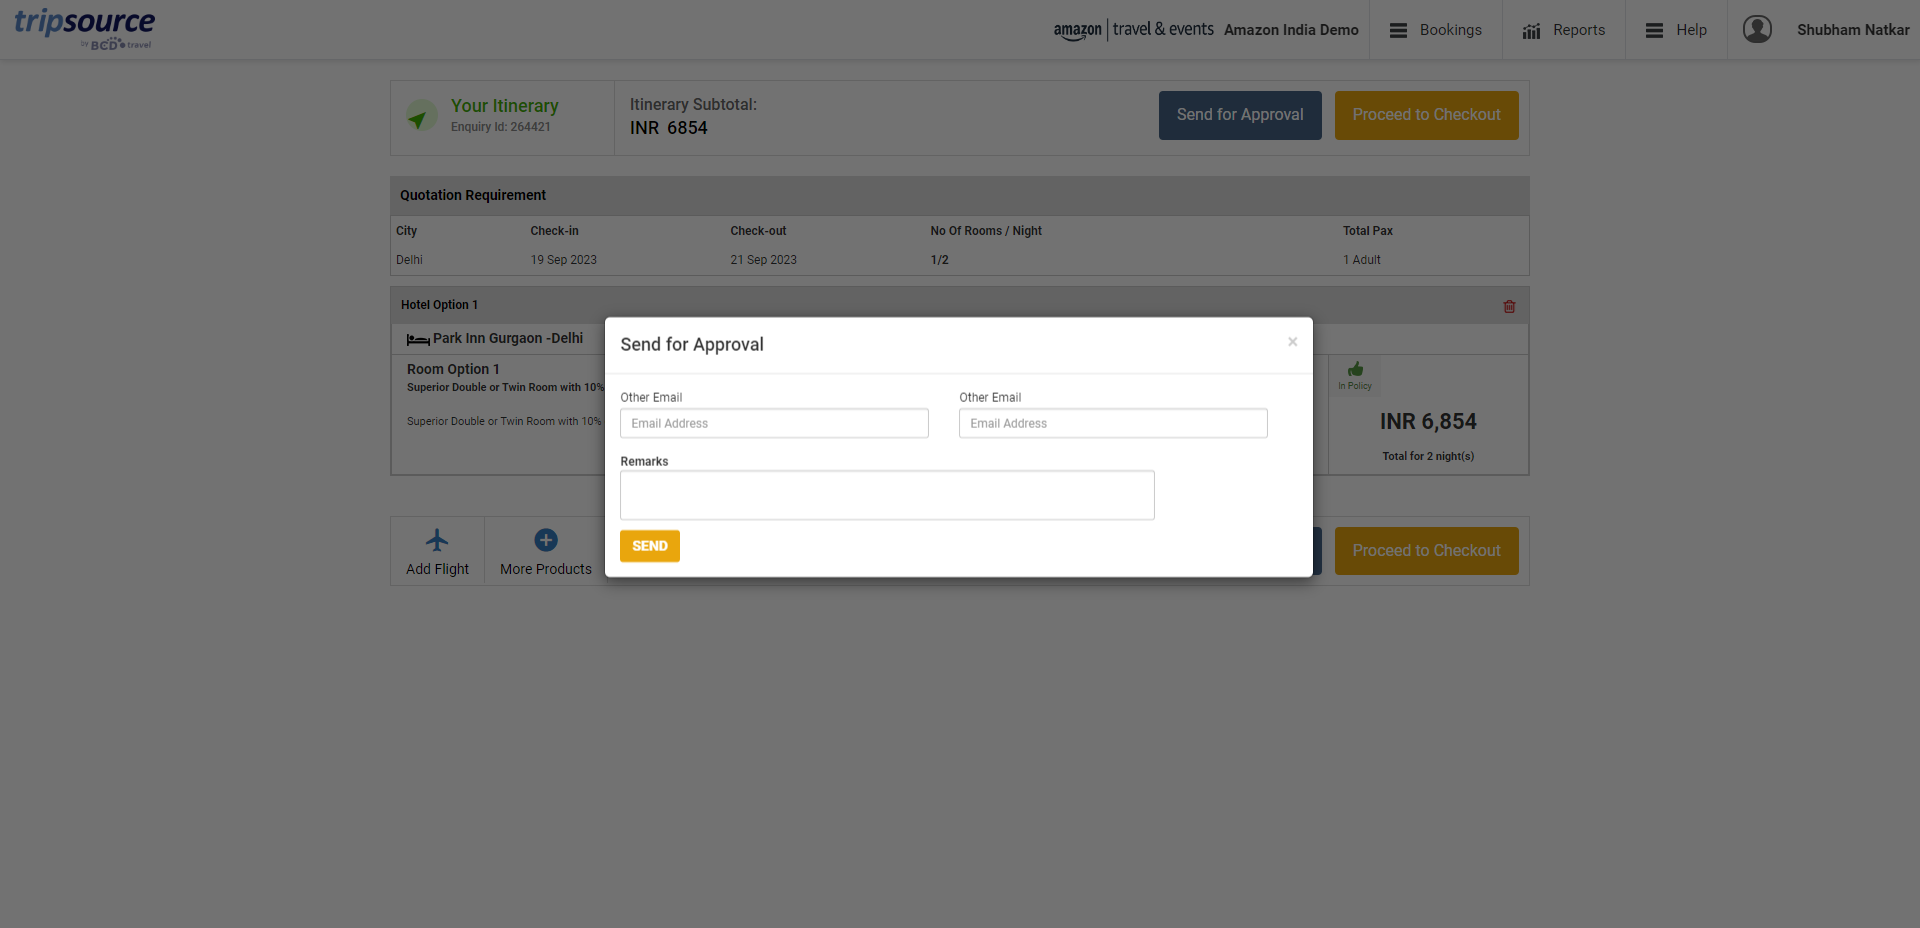 tripsource
by BCD travel
amazon | travel & events Amazon India Demo
Bookings
Reports
Help
Shubham Natkar
Your Itinerary
Enquiry Id: 264421
Itinerary Subtotal:
INR 6854
Send for Approval
Proceed to Checkout
Quotation Requirement
City Check-in Check-out No Of Rooms / Night Total Pax
Delhi 19 Sep 2023 21 Sep 2023 1/2 1 Adult
Hotel Option 1
Park Inn Gurgaon -Delhi
Room Option 1
Superior Double or Twin Room with 10%
Superior Double or Twin Room with 10%
In Policy
INR 6,854
Total for 2 night(s)
Send for Approval
×
Other Email Other Email
Email Address Email Address
Remarks
SEND
Add Flight
More Products
Proceed to Checkout